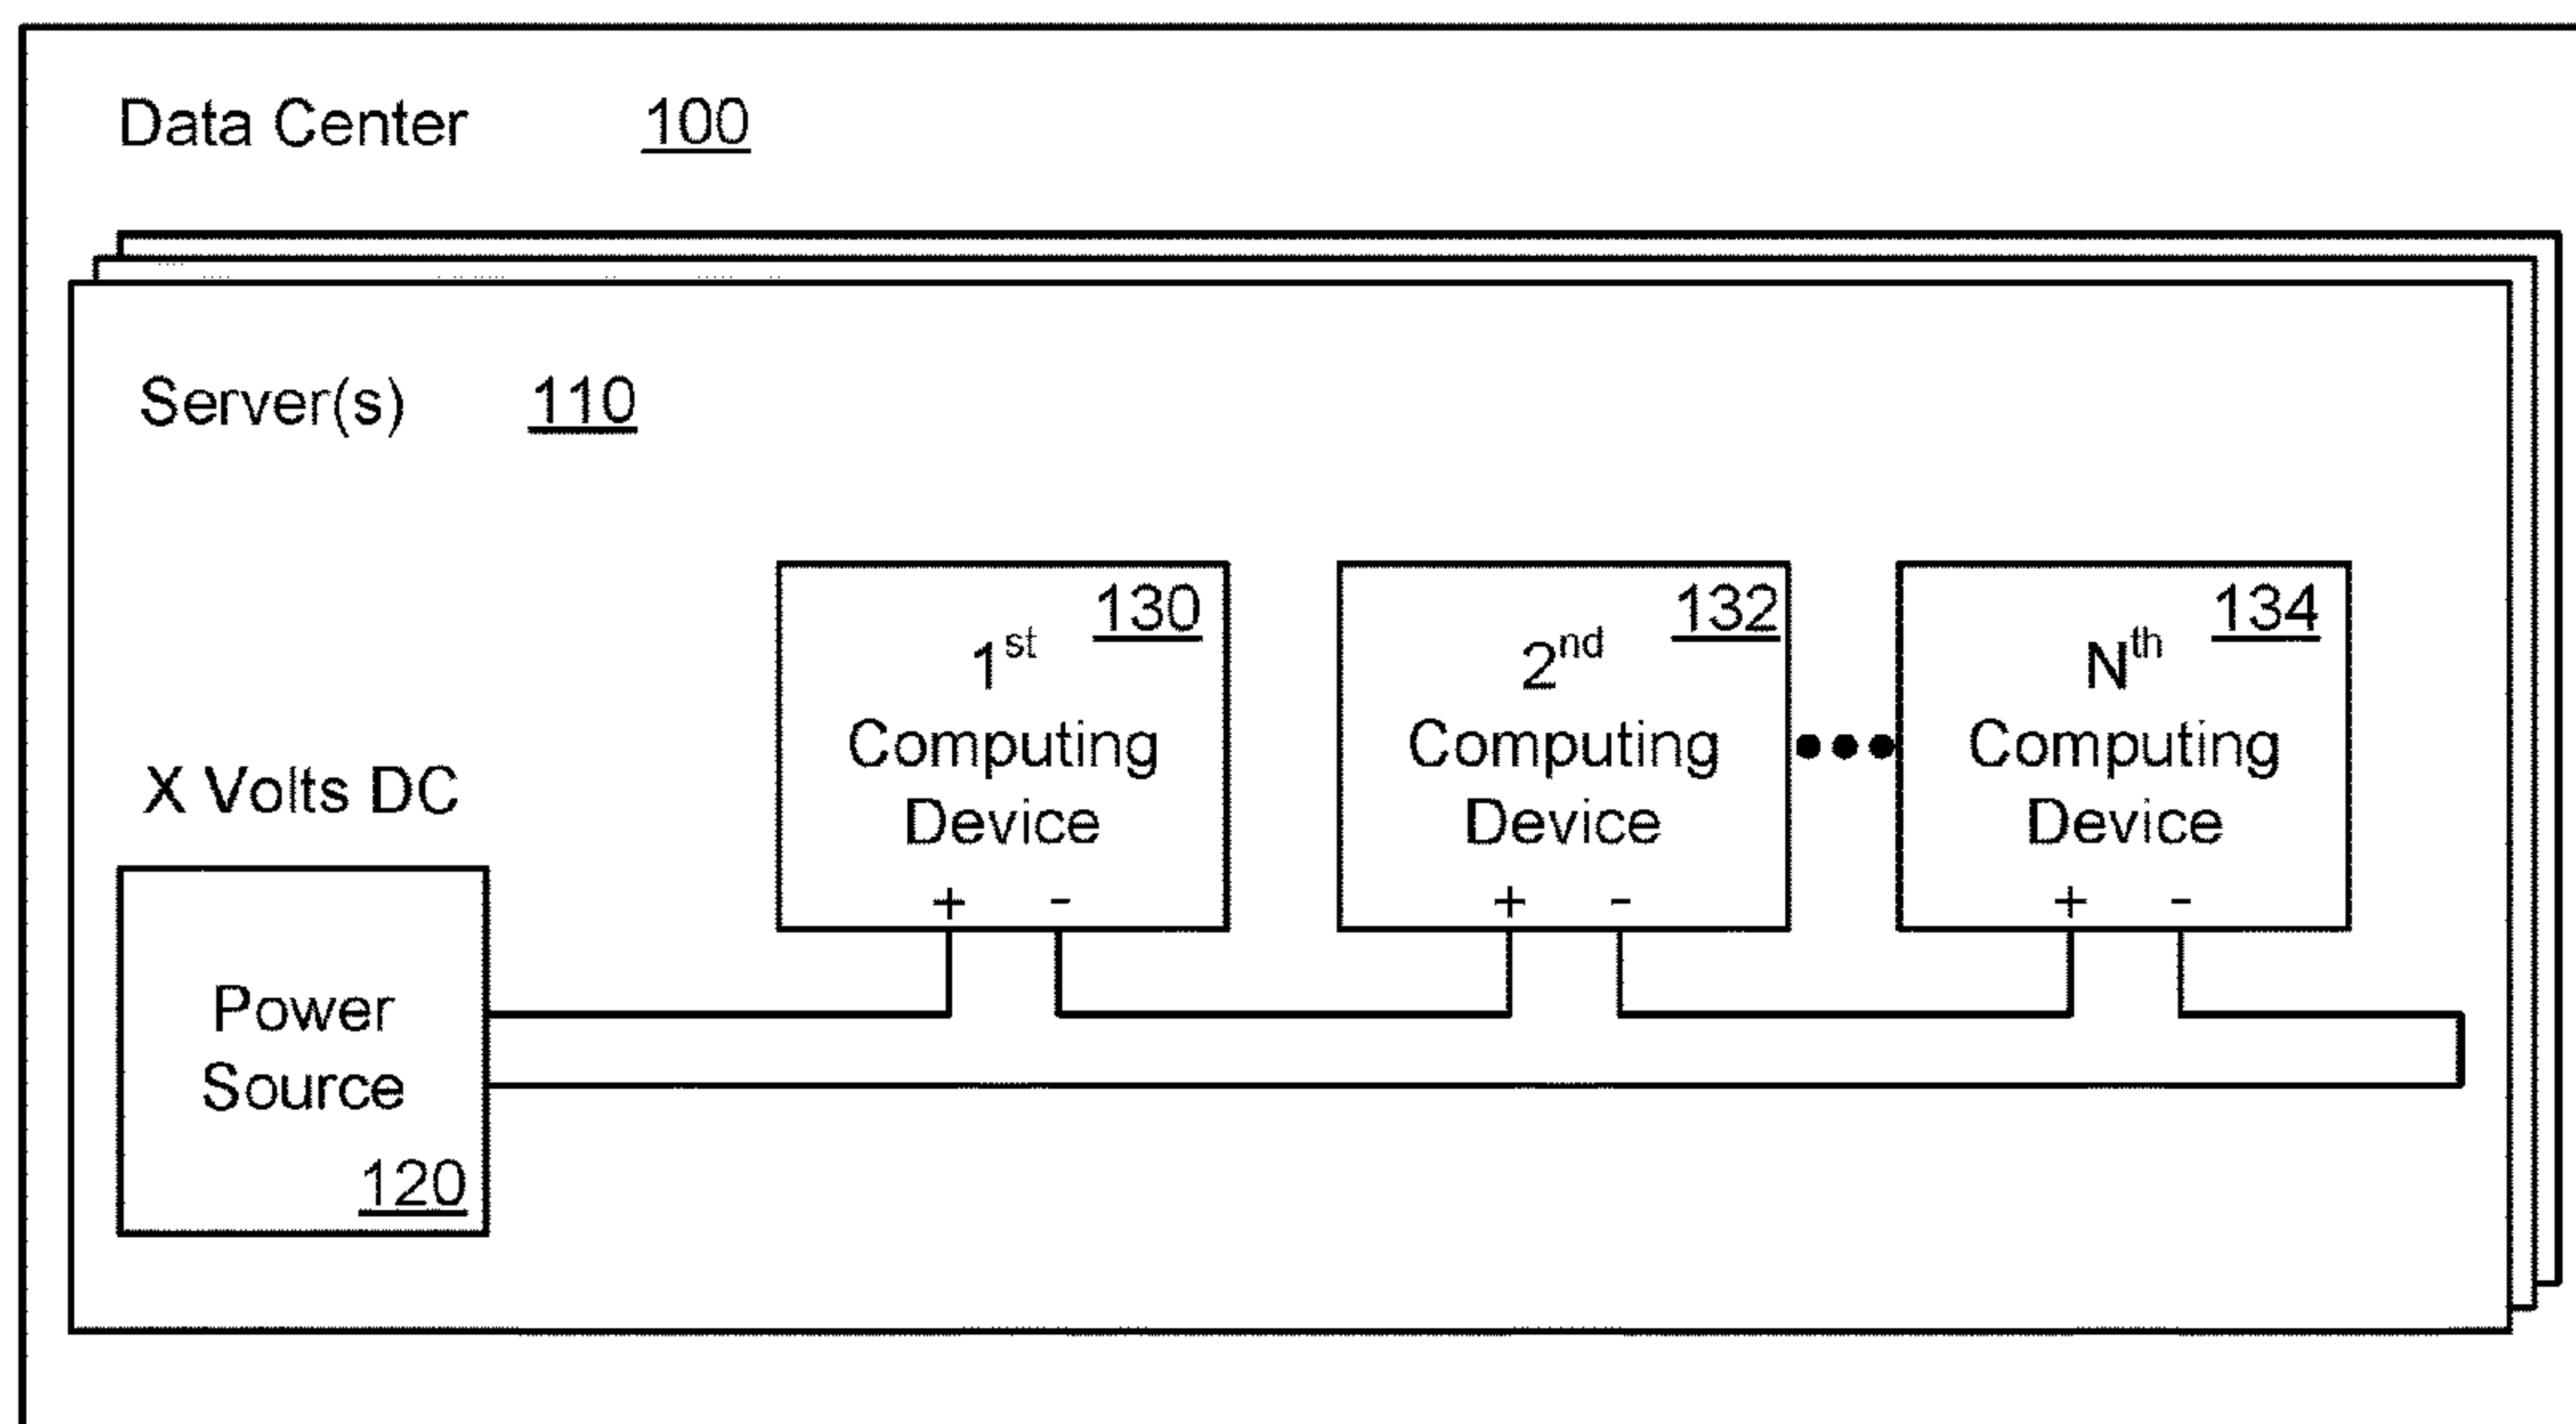 Data Center 100
Server(s) 110
130
1st
Computing
Device
+ -
132
2nd
Computing
Device
+ -
134
Nth
Computing
Device
+ -
X Volts DC
Power
Source
120